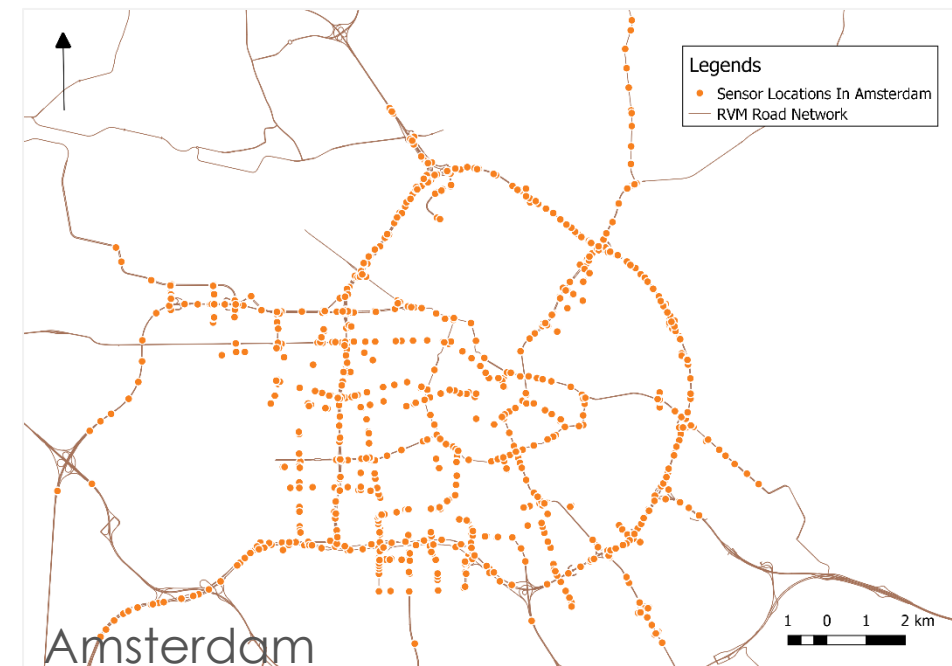 Legends
Sensor Locations In Amsterdam
RVM Road Network
Amsterdam
1 0 1 2 km